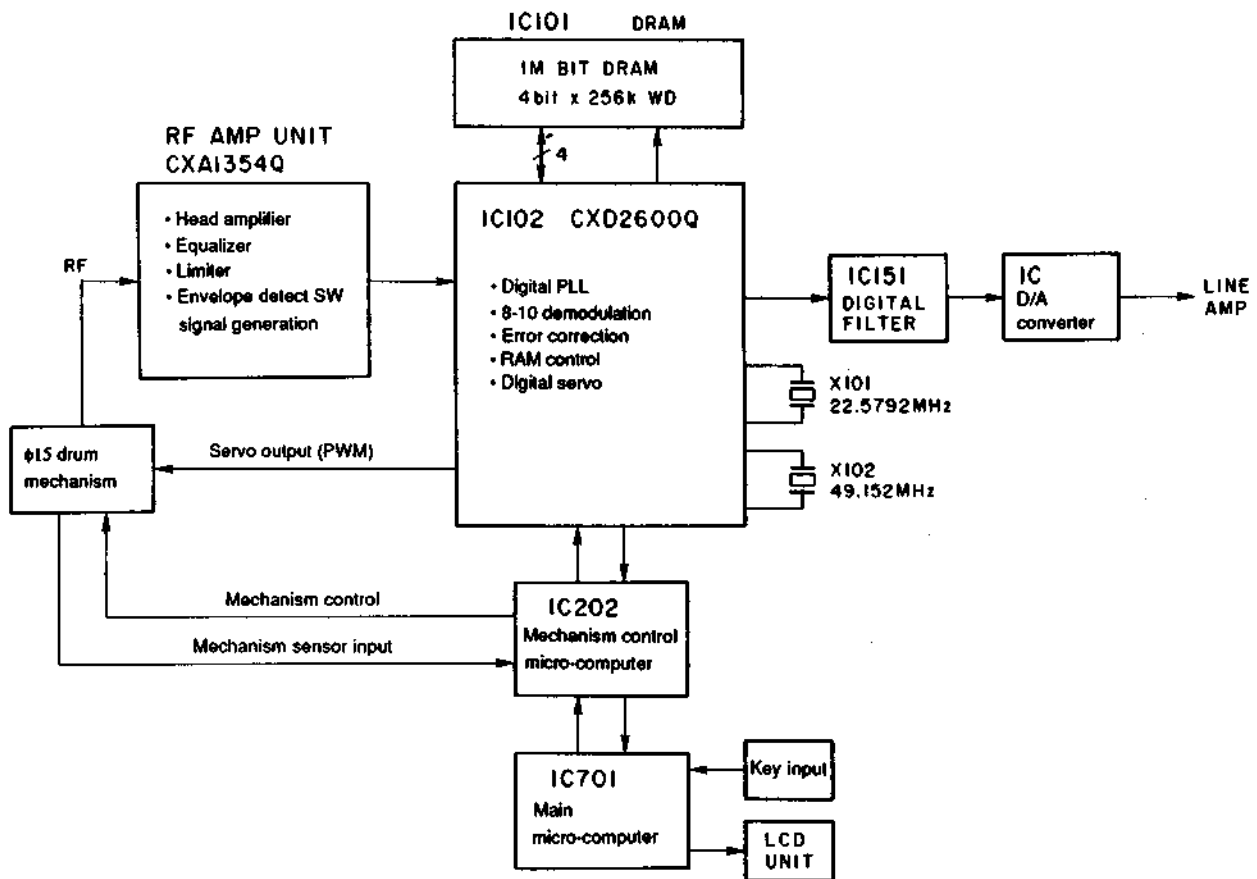 IC101 DRAM
1M BIT DRAM
4bit x 256k WD
4
RF AMP UNIT
CXA1354Q
• Head amplifier
• Equalizer
• Limiter
• Envelope detect SW
signal generation
RF
IC102 CXD2600Q
• Digital PLL
• 8-10 demodulation
• Error correction
• RAM control
• Digital servo
IC151
DIGITAL
FILTER
IC
D/A
converter
LINE
AMP
X101
22.5792MHz
X102
49.152MHz
φ15 drum
mechanism
Servo output (PWM)
Mechanism control
Mechanism sensor input
IC202
Mechanism control
micro-computer
IC701
Main
micro-computer
Key input
LCD
UNIT